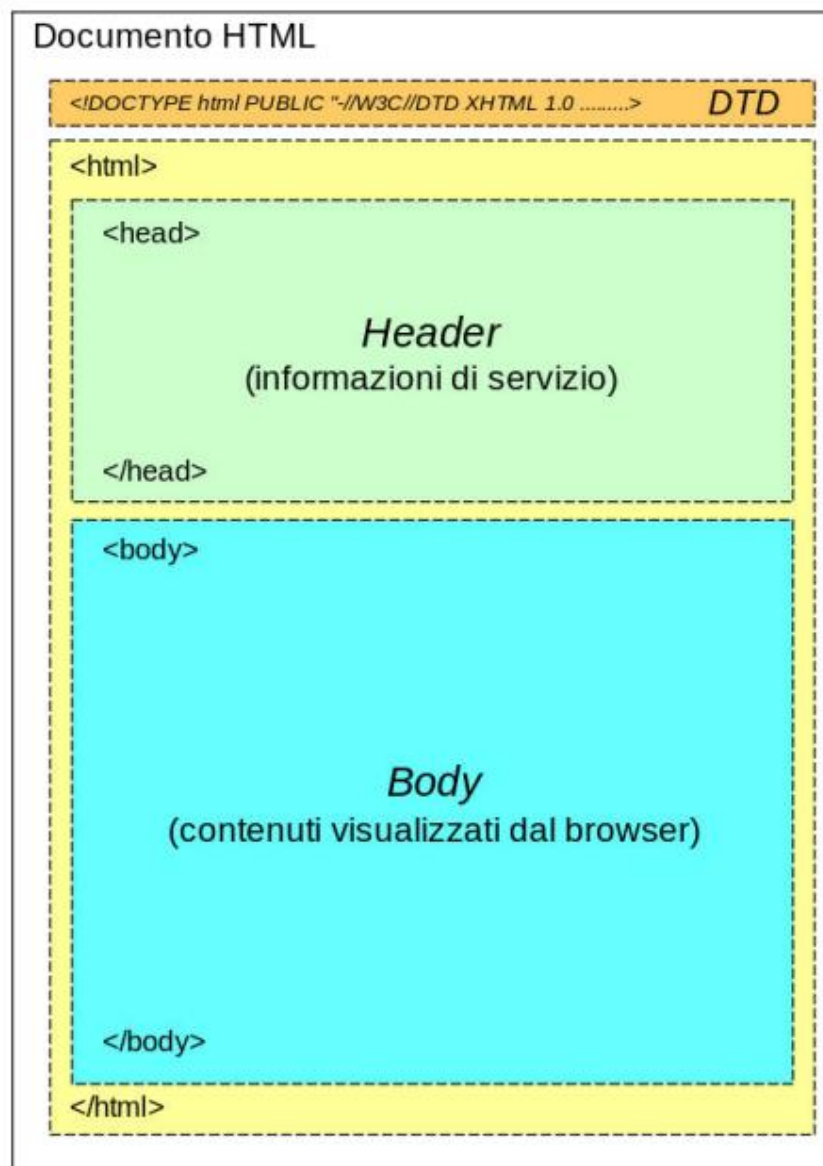 Documento HTML
<!DOCTYPE html PUBLIC "-//W3C//DTD XHTML 1.0 .........> DTD
<html>
<head>
Header
(informazioni di servizio)
</head>
<body>
Body
(contenuti visualizzati dal browser)
</body>
</html>